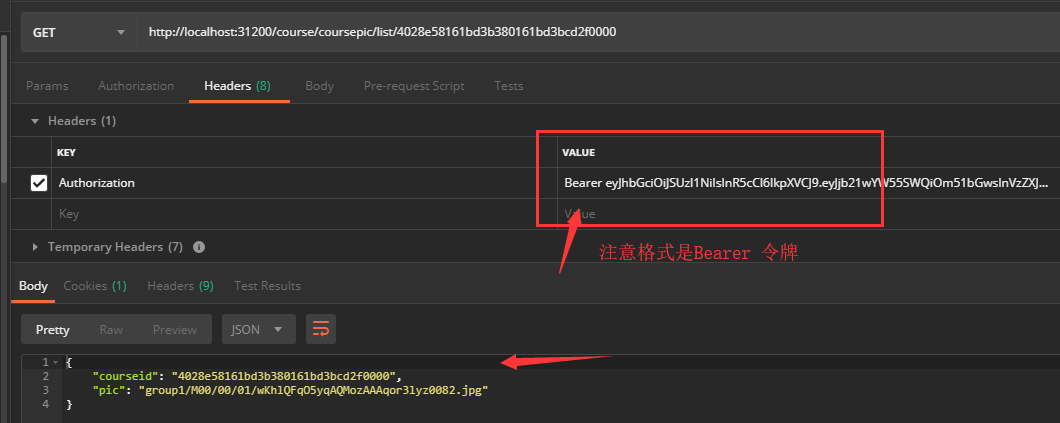 GET http://localhost:31200/course/coursepic/list/4028e58161bd3b380161bd3bcd2f0000
Params Authorization Headers (8) Body Pre-request Script Tests
Headers (1)
KEY VALUE
Authorization Bearer eyJhbGciOiJSUzI1NiIsInR5cCI6IkpXVCJ9.eyJjb21wYW55SWQiOm51bGwsInVzZXJ...
Key Value
注意格式是Bearer 令牌
Temporary Headers (7)
Body Cookies (1) Headers (9) Test Results
Pretty Raw Preview JSON
1 {
2 "courseid": "4028e58161bd3b380161bd3bcd2f0000",
3 "pic": "group1/M00/00/01/wKhlQFqO5yqAQMozAAAqor3lyz0082.jpg"
4 }